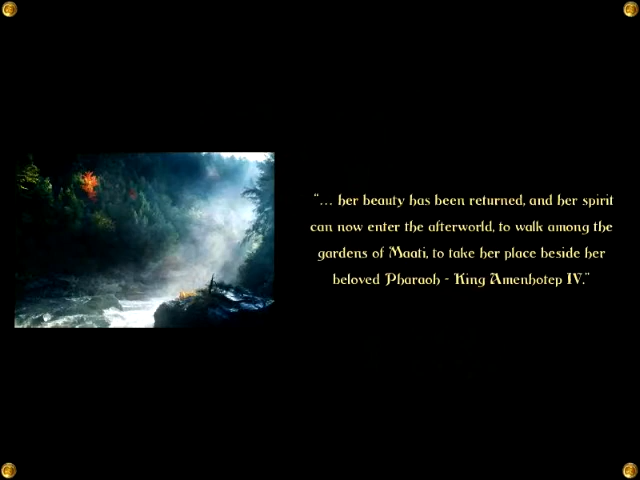 “... her beauty has been returned, and her spirit
can now enter the afterworld, to walk among the
gardens of Maati, to take her place beside her
beloved Pharaoh - King Amenhotep IV.”